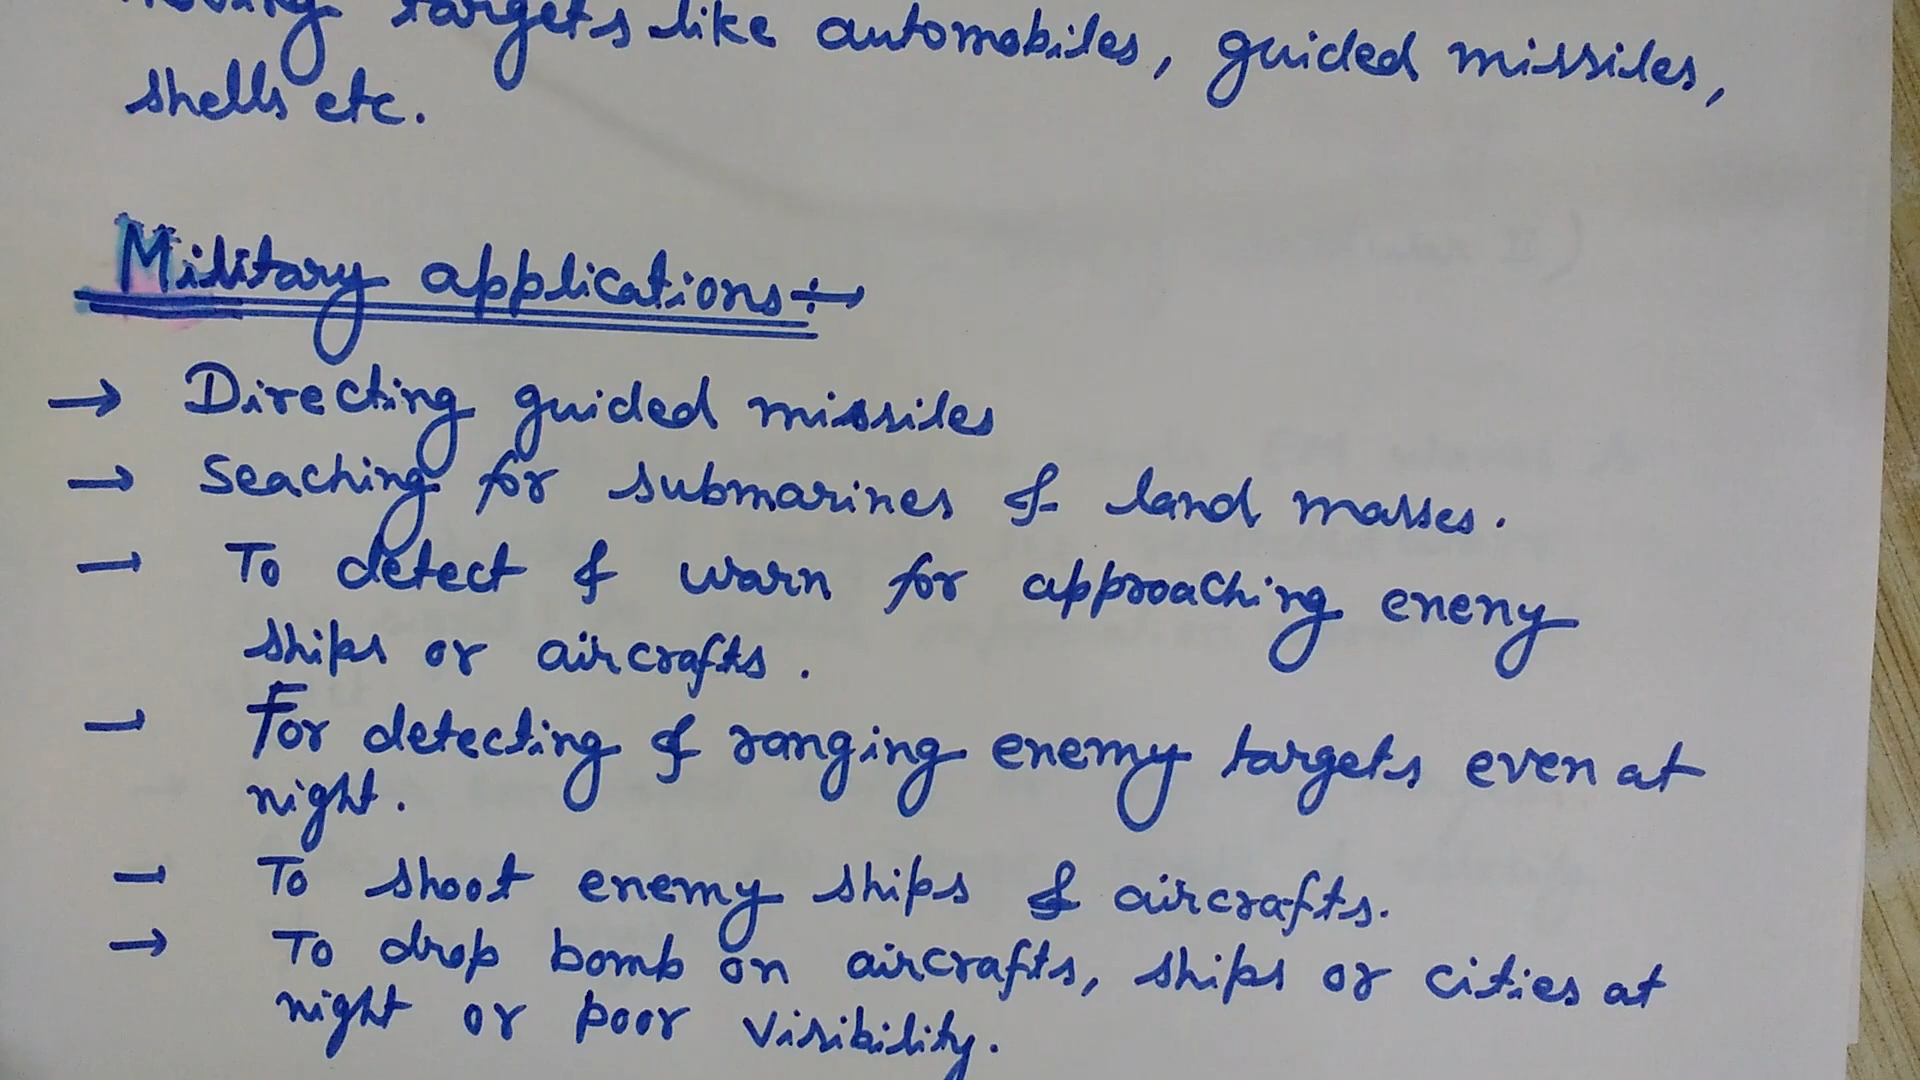 moving targets like automobiles, guided missiles,
shells etc.
Military applications:→
→ Directing guided missiles
→ Seaching for submarines & land masses.
→ To detect & warn for approaching eneny
ships or aircrafts.
→ For detecting & ranging enemy targets even at
night.
→ To shoot enemy ships & aircrafts.
→ To drop bomb on aircrafts, ships or cities at
night or poor visibility.